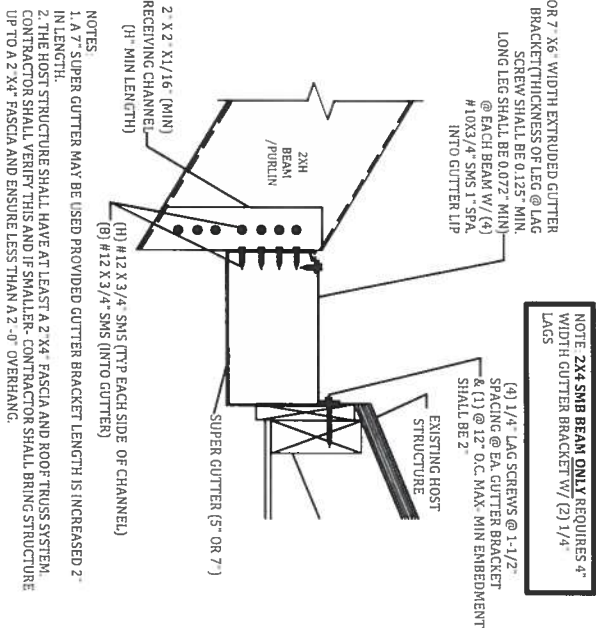 OR 7" X6" WIDTH EXTRUDED GUTTER
BRACKET(THICKNESS OF LEG @ LAG
SCREW SHALL BE 0.125" MIN.
LONG LEG SHALL BE 0.072" MIN)
@ EACH BEAM W/ (4)
#10X3/4" SMS 1" SPA.
INTO GUTTER LIP
NOTE: 2X4 SMB BEAM ONLY REQUIRES 4"
WIDTH GUTTER BRACKET W/ (2) 1/4"
LAGS
(4) 1/4" LAG SCREWS @ 1-1/2"
SPACING @ EA. GUTTER BRACKET
& (1) @ 12" O.C. MAX- MIN EMBEDMENT
SHALL BE 2"
EXISTING HOST
STRUCTURE
2XH
BEAM
/PURLIN
2" X 2" X1/16" (MIN)
RECEIVING CHANNEL
(H" MIN LENGTH)
SUPER GUTTER (5" OR 7")
(H) #12 X 3/4" SMS (TYP EACH SIDE OF CHANNEL)
(B) #12 X 3/4" SMS (INTO GUTTER)
NOTES:
1. A 7" SUPER GUTTER MAY BE USED PROVIDED GUTTER BRACKET LENGTH IS INCREASED 2"
IN LENGTH.
2. THE HOST STRUCTURE SHALL HAVE AT LEAST A 2"X4" FASCIA AND ROOF TRUSS SYSTEM.
CONTRACTOR SHALL VERIFY THIS AND IF SMALLER- CONTRACTOR SHALL BRING STRUCTURE
UP TO A 2"X4" FASCIA AND ENSURE LESS THAN A 2'-0" OVERHANG.